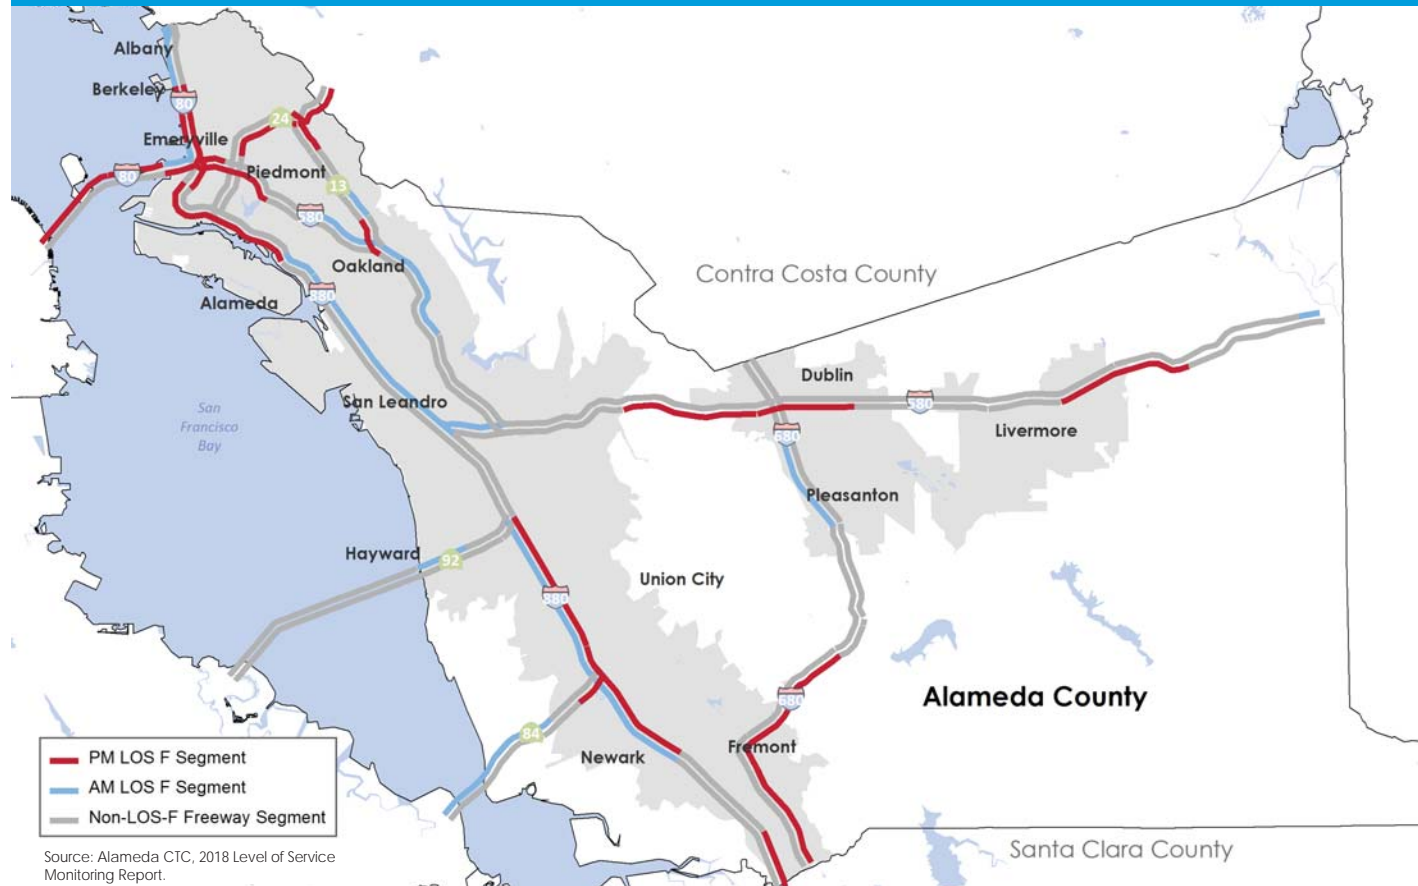 Albany
Berkeley
80
24
Emeryville
80
Piedmont
13
580
Oakland
Contra Costa County
880
Alameda
Dublin
San Leandro
580
San
Francisco
Bay
Livermore
680
Pleasanton
Hayward
92
Union City
880
Alameda County
680
84
Fremont
Newark
PM LOS F Segment
AM LOS F Segment
Non-LOS-F Freeway Segment
Santa Clara County
Source: Alameda CTC, 2018 Level of Service
Monitoring Report.